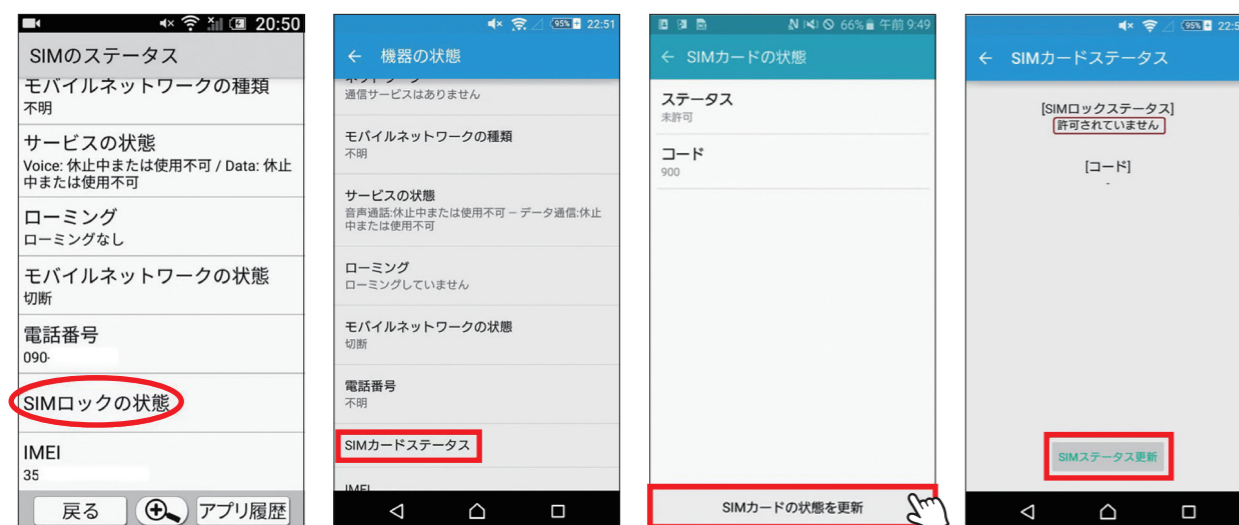 20:50
SIMのステータス
モバイルネットワークの種類
不明
サービスの状態
Voice: 休止中または使用不可 / Data: 休止
中または使用不可
ローミング
ローミングなし
モバイルネットワークの状態
切断
電話番号
090-
SIMロックの状態
IMEI
35
戻る
アプリ履歴
95% 22:51
機器の状態
通信サービスはありません
モバイルネットワークの種類
不明
サービスの状態
音声通話:休止中または使用不可 – データ通信:休止
中または使用不可
ローミング
ローミングしていません
モバイルネットワークの状態
切断
電話番号
不明
SIMカードステータス
IMEI
66% 午前 9:49
SIMカードの状態
ステータス
未許可
コード
900
SIMカードの状態を更新
95%
SIMカードステータス
[SIMロックステータス]
許可されていません
[コード]
-
SIMステータス更新